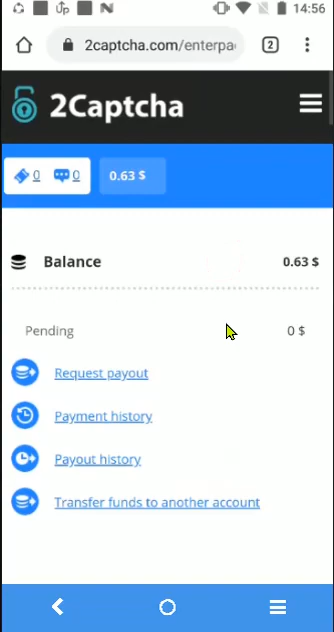 Up N 14:56
2captcha.com/enterpa
2
2Captcha
0 0 0.63 $
Balance 0.63 $
Pending 0 $
Request payout
Payment history
Payout history
Transfer funds to another account